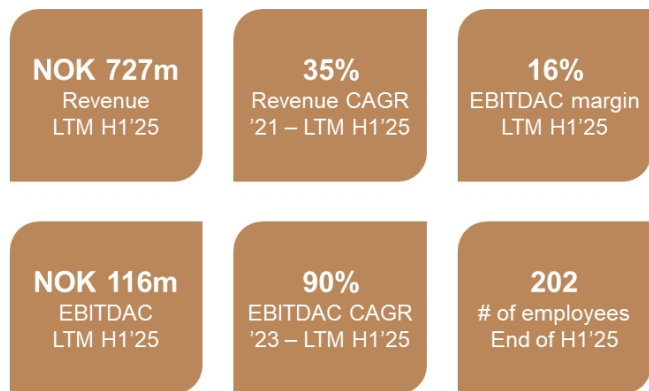 NOK 727m
Revenue
LTM H1’25
35%
Revenue CAGR
’21 – LTM H1’25
16%
EBITDAC margin
LTM H1’25
NOK 116m
EBITDAC
LTM H1’25
90%
EBITDAC CAGR
’23 – LTM H1’25
202
# of employees
End of H1’25